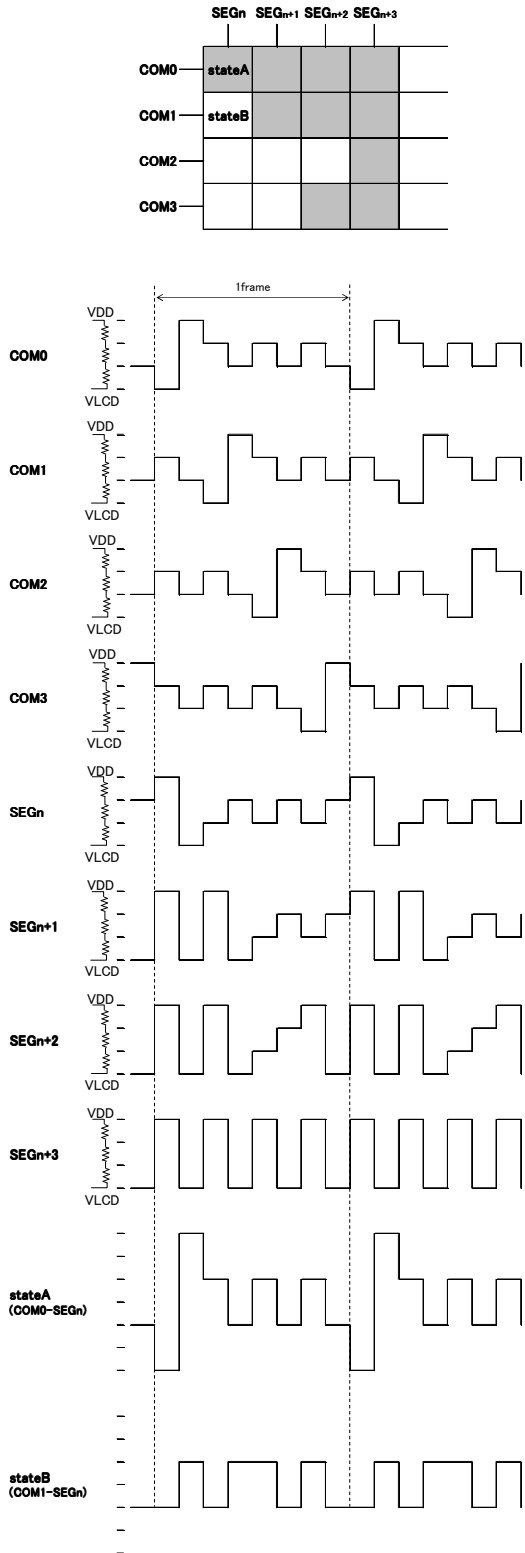 SEGn SEGn+1 SEGn+2 SEGn+3
COM0 stateA
COM1 stateB
COM2
COM3
1frame
VDD
COM0
VLCD
VDD
COM1
VLCD
VDD
COM2
VLCD
VDD
COM3
VLCD
VDD
SEGn
VLCD
VDD
SEGn+1
VLCD
VDD
SEGn+2
VLCD
VDD
SEGn+3
VLCD
stateA
(COM0-SEGn)
stateB
(COM1-SEGn)